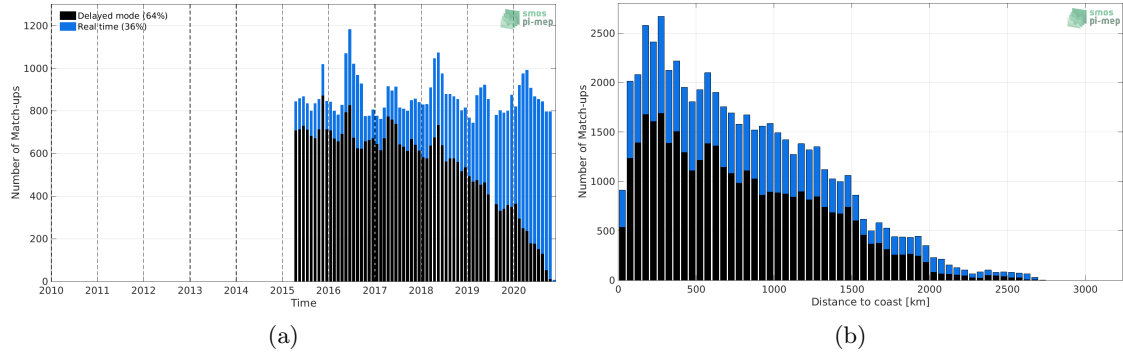 1200
1000
800
600
400
200
0
Number of Match-ups
Delayed mode (64%)
Real time (36%)
smos
pi-mep
2010 2011 2012 2013 2014 2015 2016 2017 2018 2019 2020
Time
(a)
2500
2000
1500
1000
500
0
Number of Match-ups
smos
pi-mep
0 500 1000 1500 2000 2500 3000
Distance to coast [km]
(b)